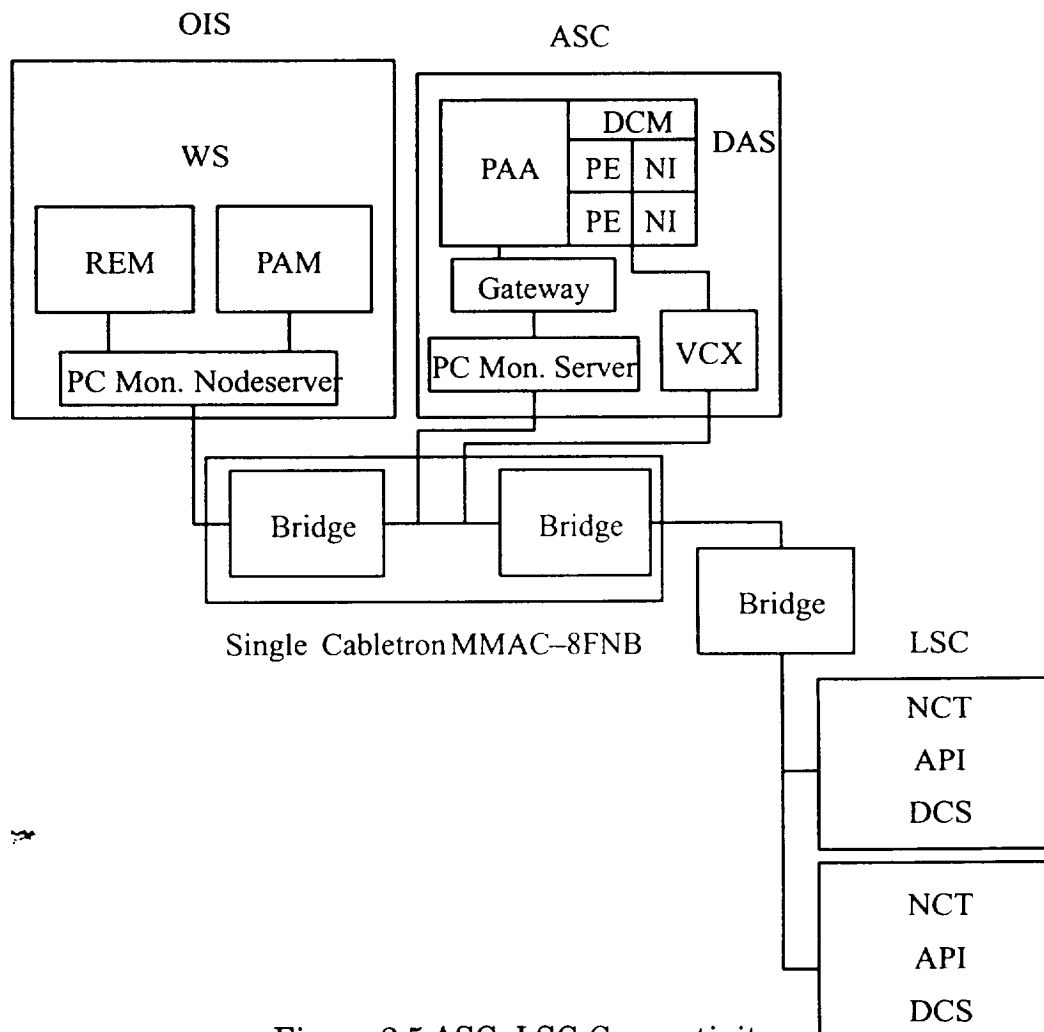 OIS
ASC
WS
REM
PAM
PC Mon. Nodeserver
DCM
DAS
PAA
PE
NI
PE
NI
Gateway
PC Mon. Server
VCX
Bridge
Bridge
Bridge
Single Cabletron MMAC–8FNB
LSC
NCT
API
DCS
NCT
API
DCS